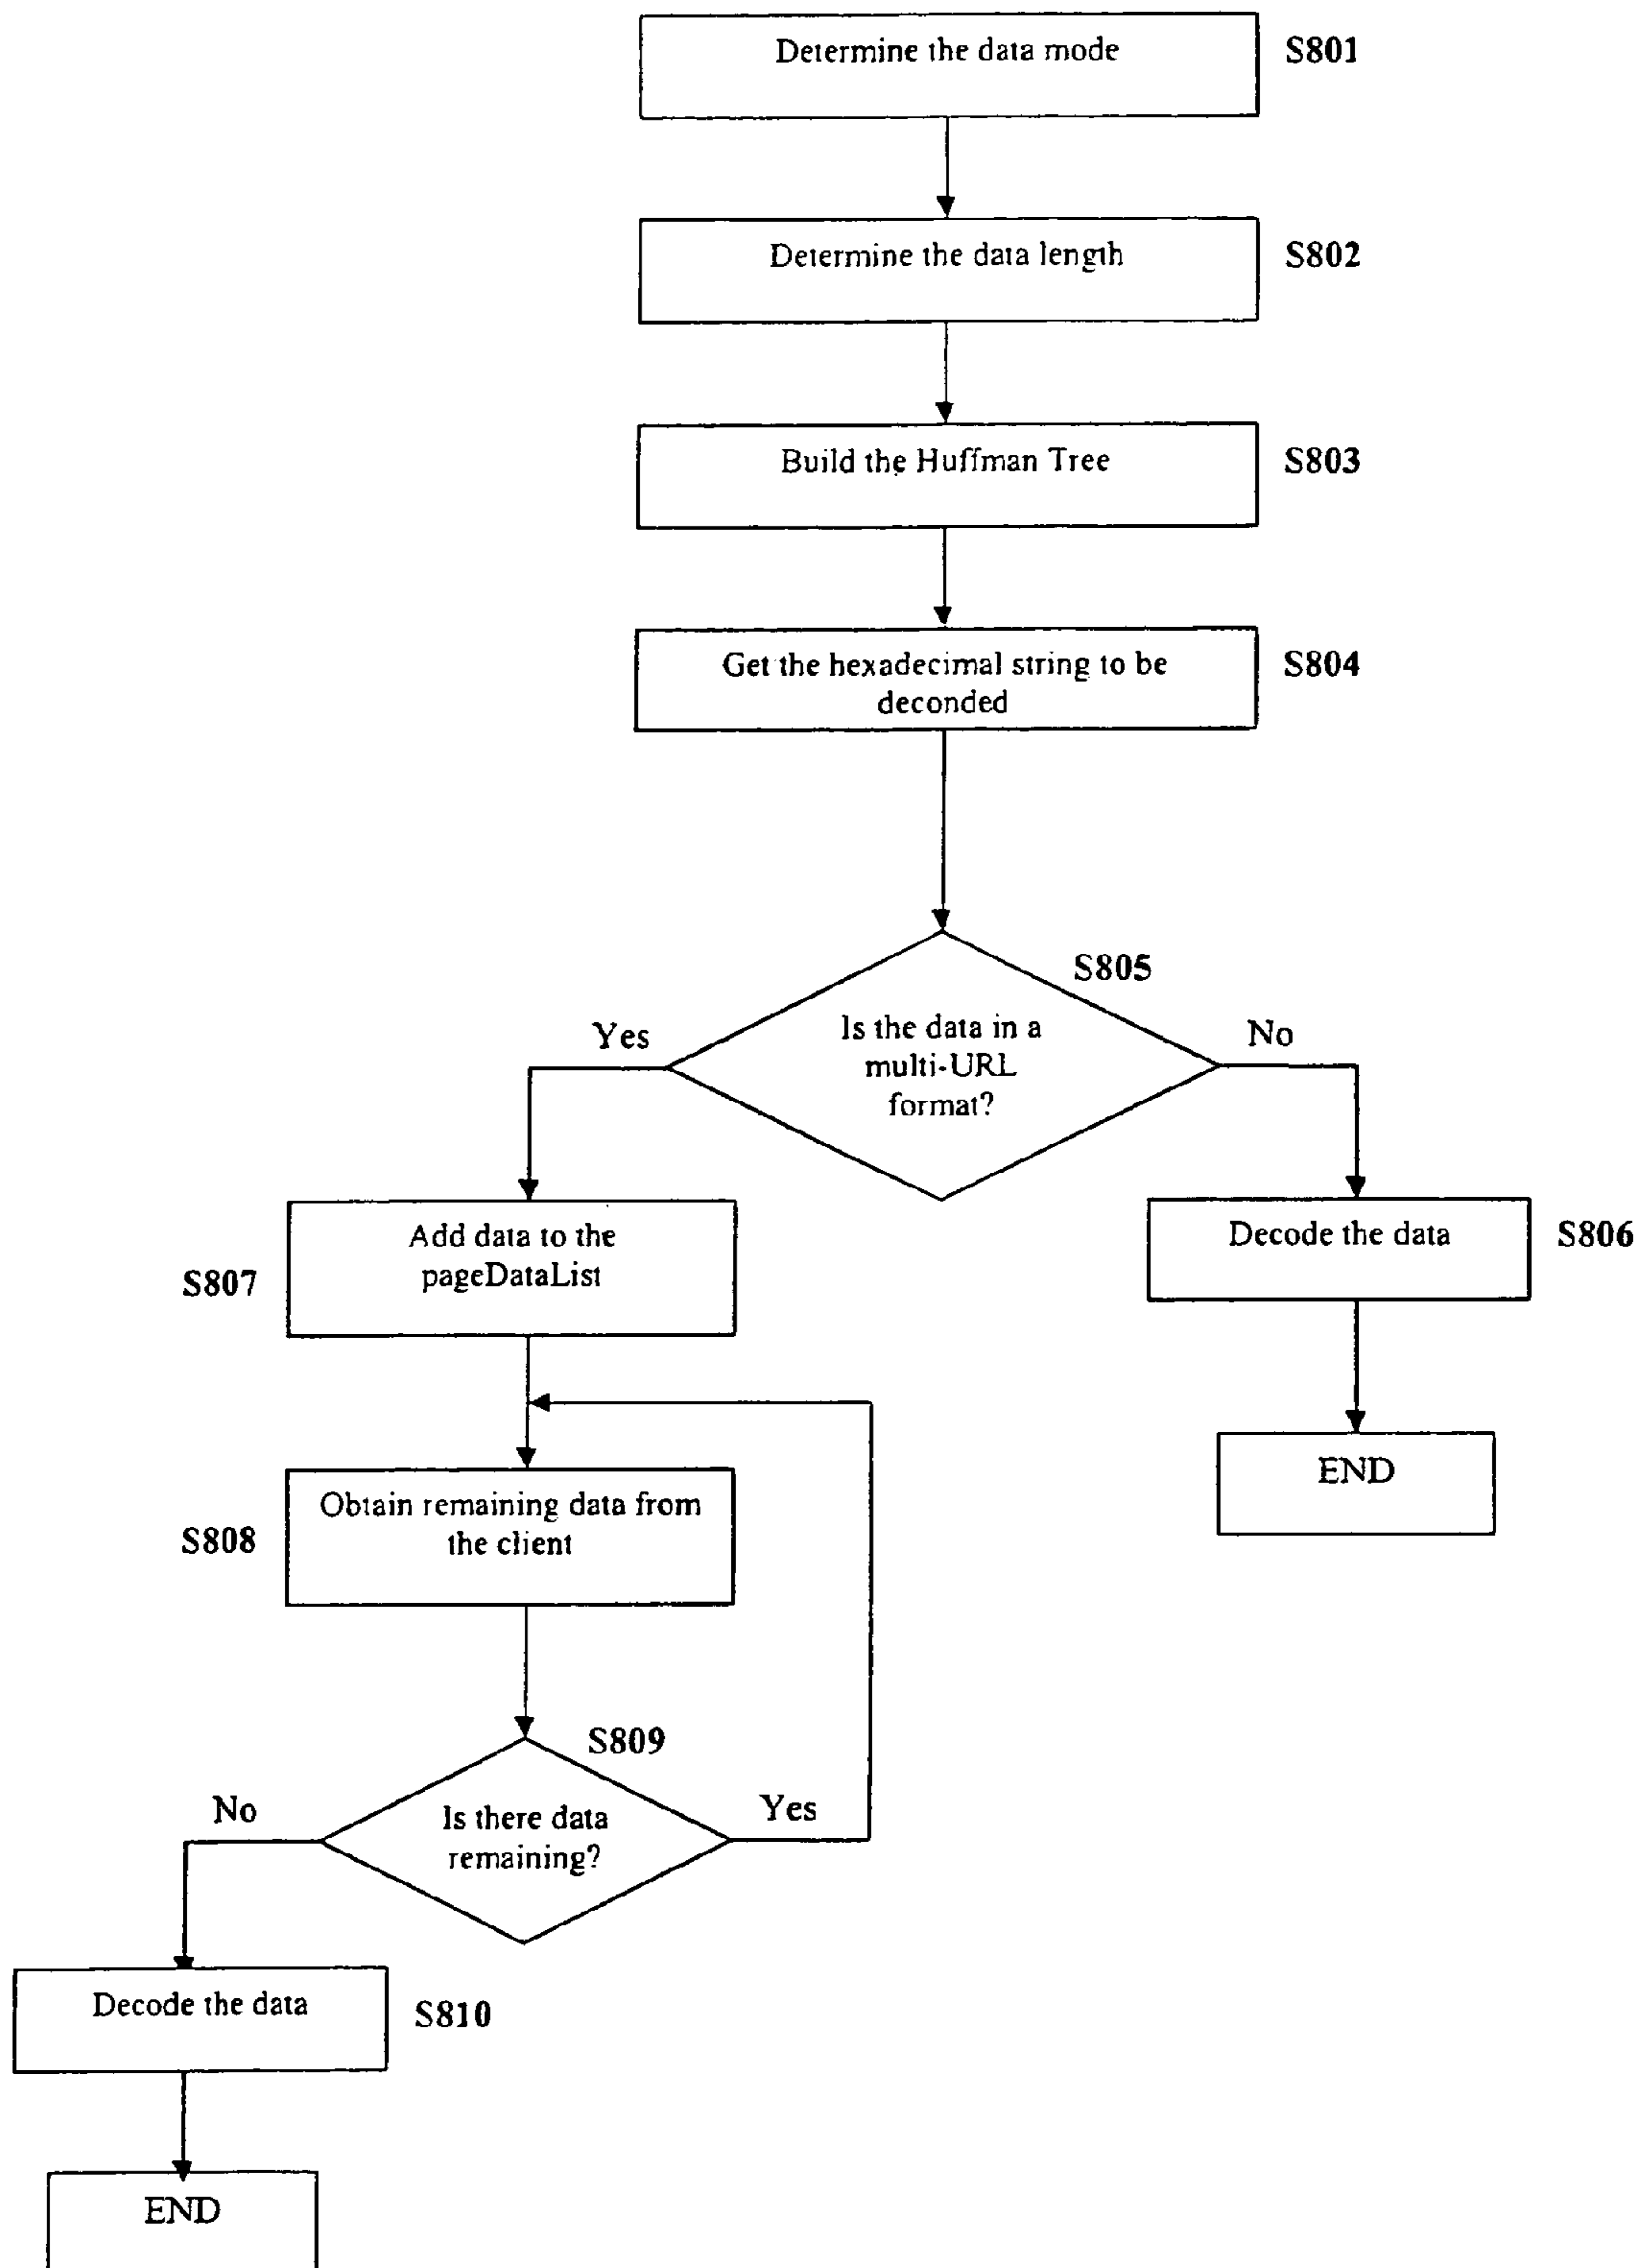 Determine the data mode
S801
Determine the data length
S802
Build the Huffman Tree
S803
Get the hexadecimal string to be
deconded
S804
S805
Is the data in a
multi-URL
format?
Yes
No
Add data to the
pageDataList
S807
Decode the data
S806
END
Obtain remaining data from
the client
S808
S809
Is there data
remaining?
No
Yes
Decode the data
S810
END